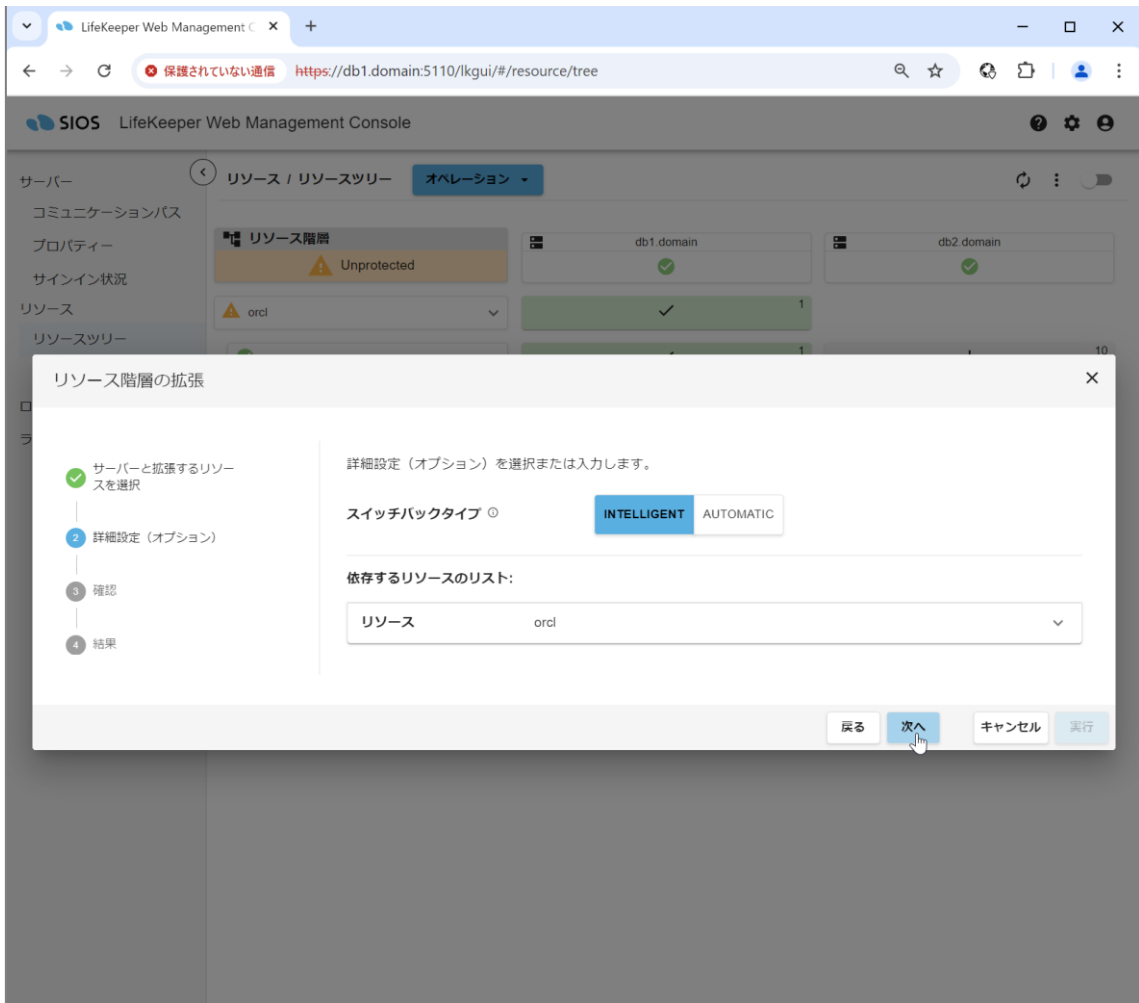 LifeKeeper Web Management C
保護されていない通信 https://db1.domain:5110/lkgui/#/resource/tree
SIOS LifeKeeper Web Management Console
サーバー
コミュニケーションパス
プロパティー
サインイン状況
リソース
リソースツリー
リソース / リソースツリー オペレーション
リソース階層
Unprotected
db1.domain
db2.domain
orcl
1
1
10
リソース階層の拡張
サーバーと拡張するリソー
スを選択
2 詳細設定（オプション）
3 確認
4 結果
詳細設定（オプション）を選択または入力します。
スイッチバックタイプ INTELLIGENT AUTOMATIC
依存するリソースのリスト:
リソース orcl
戻る 次へ キャンセル 実行